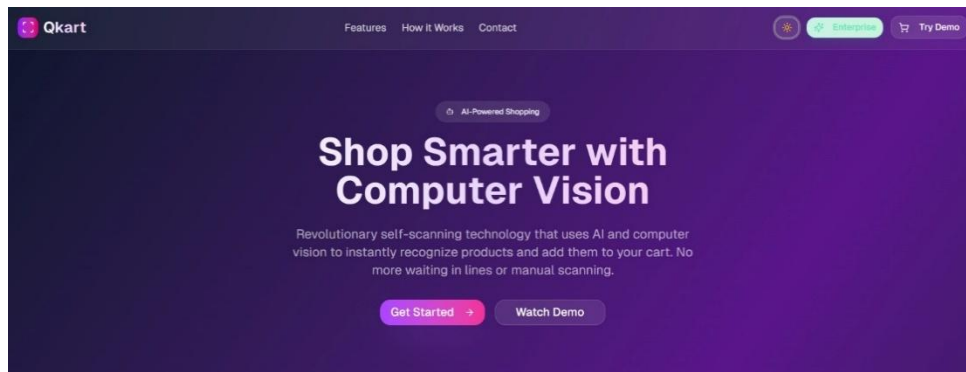 Qkart
Features How it Works Contact
Enterprise
Try Demo
AI-Powered Shopping
Shop Smarter with
Computer Vision
Revolutionary self-scanning technology that uses AI and computer
vision to instantly recognize products and add them to your cart. No
more waiting in lines or manual scanning.
Get Started →
Watch Demo